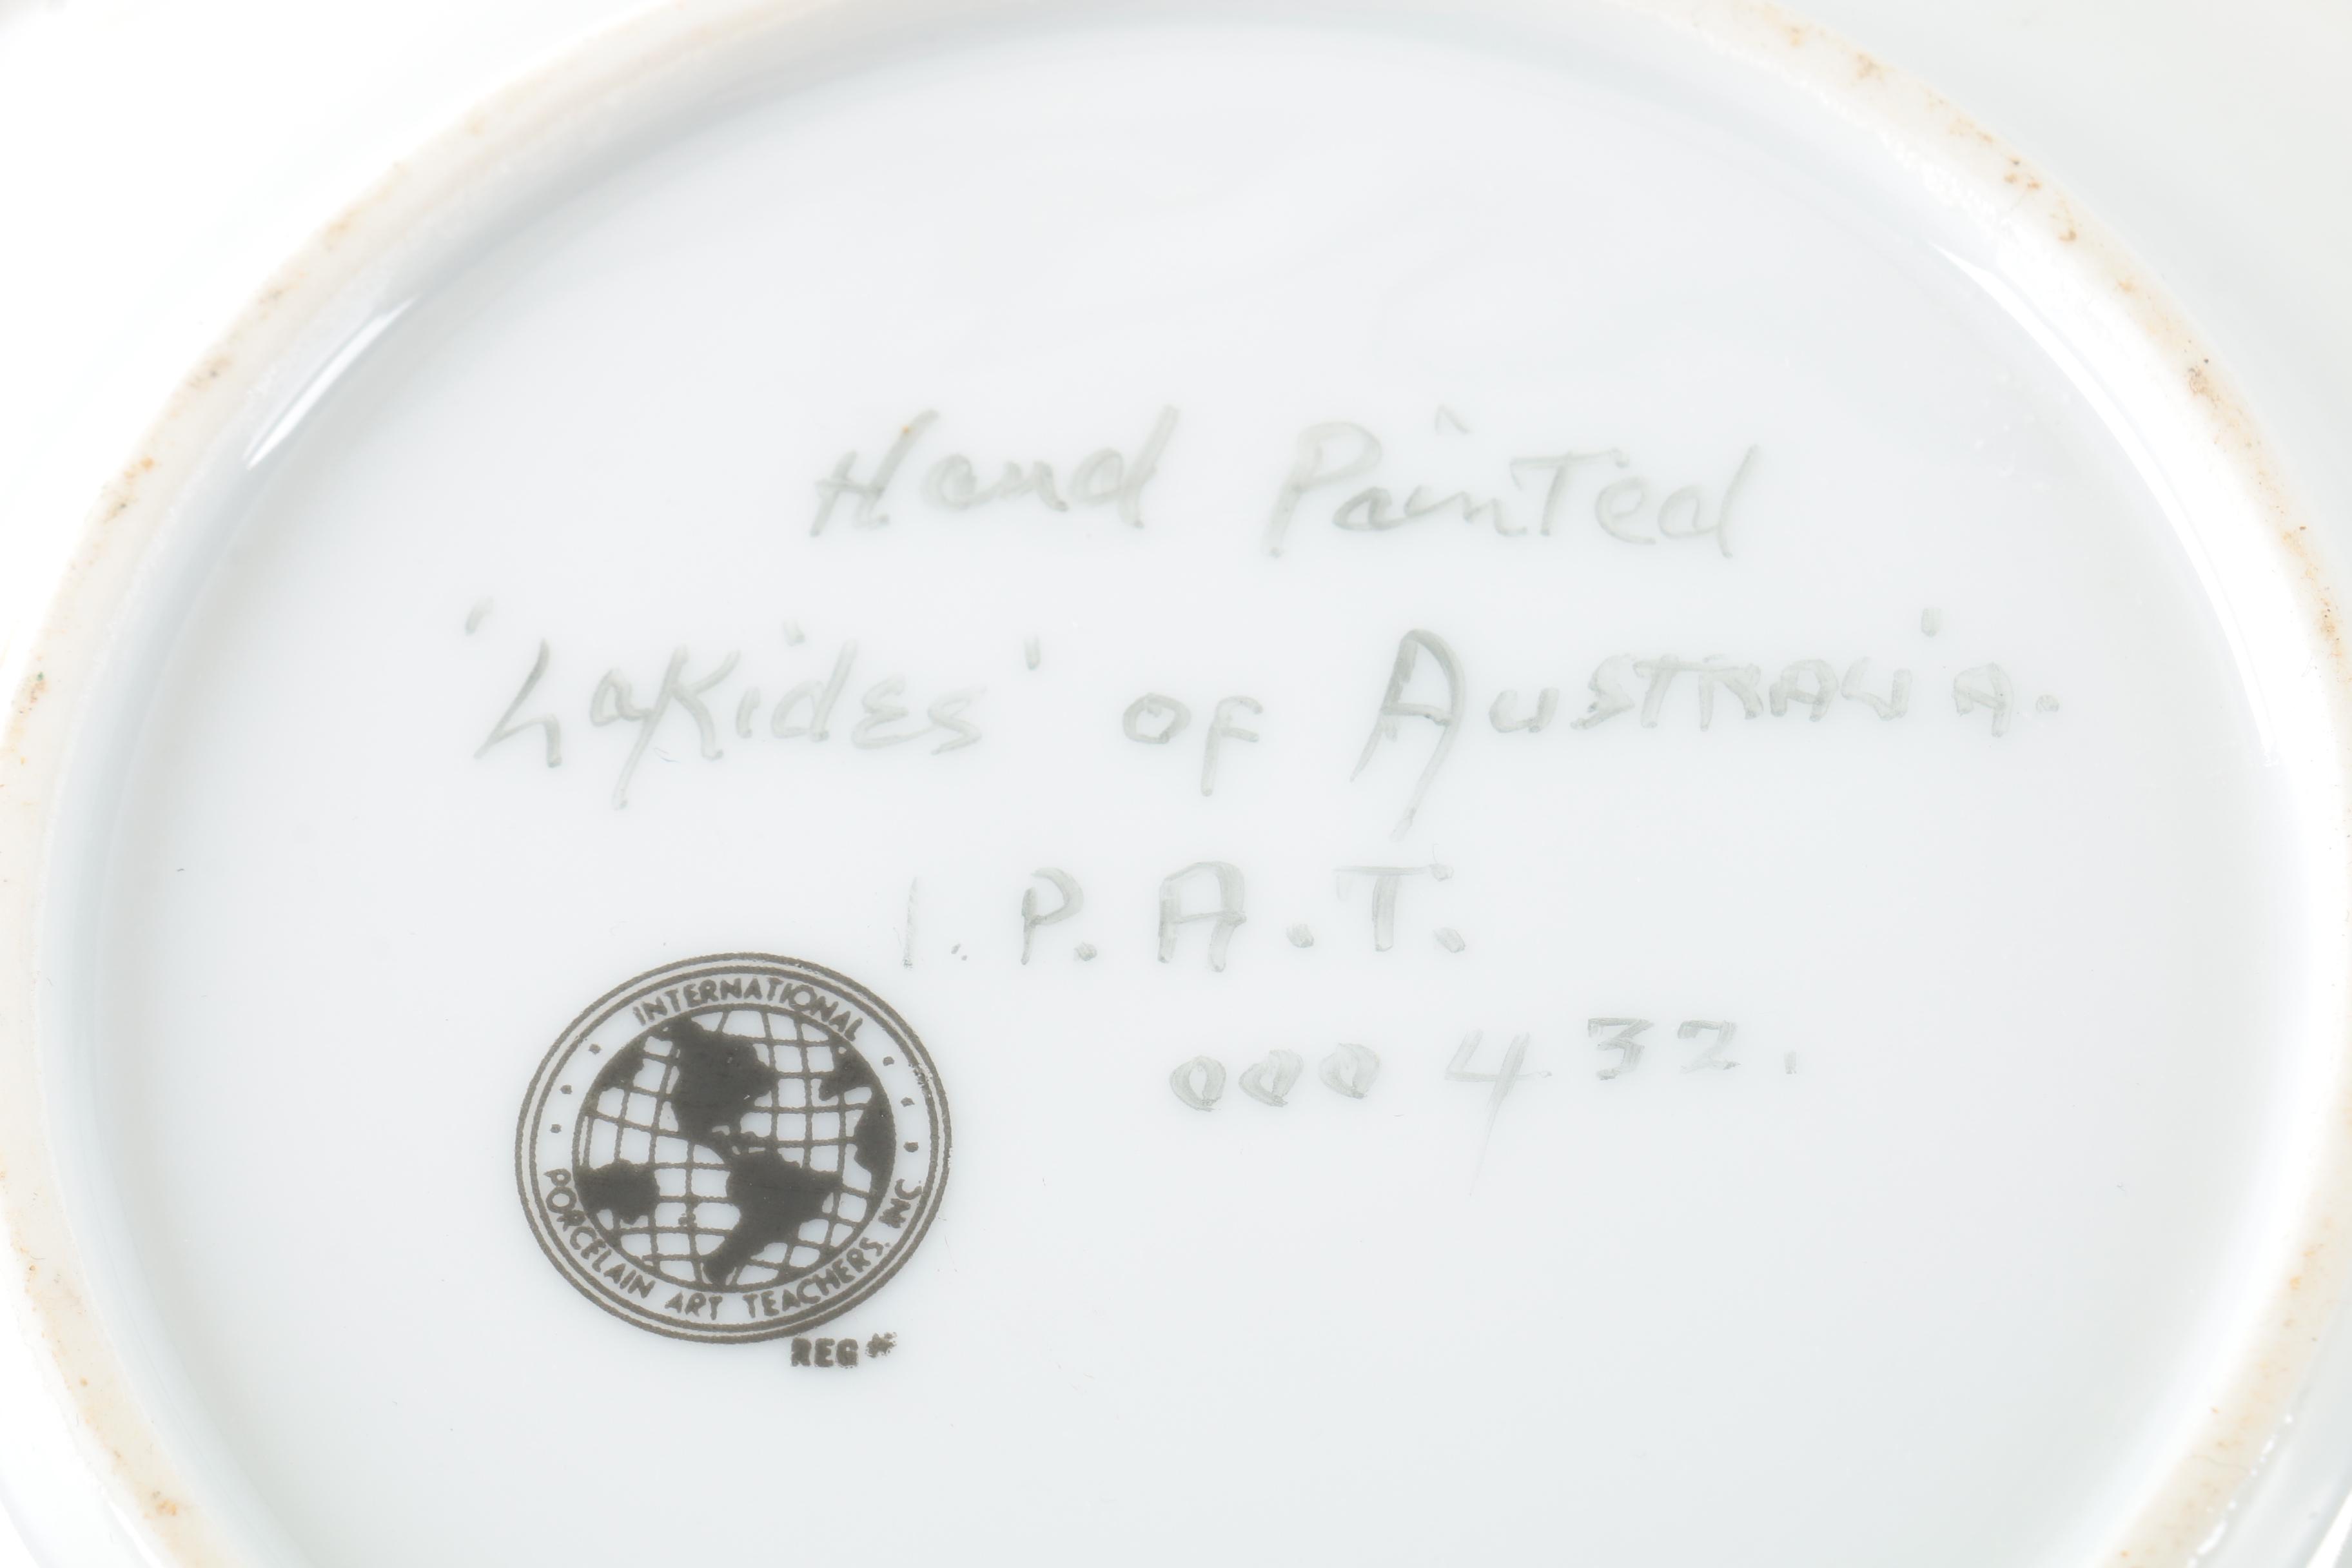 Hand Painted
'Lakides' of Australia.
I. P. A. T.
000432.
INTERNATIONAL
PORCELAIN ART TEACHERS. INC.
REG #